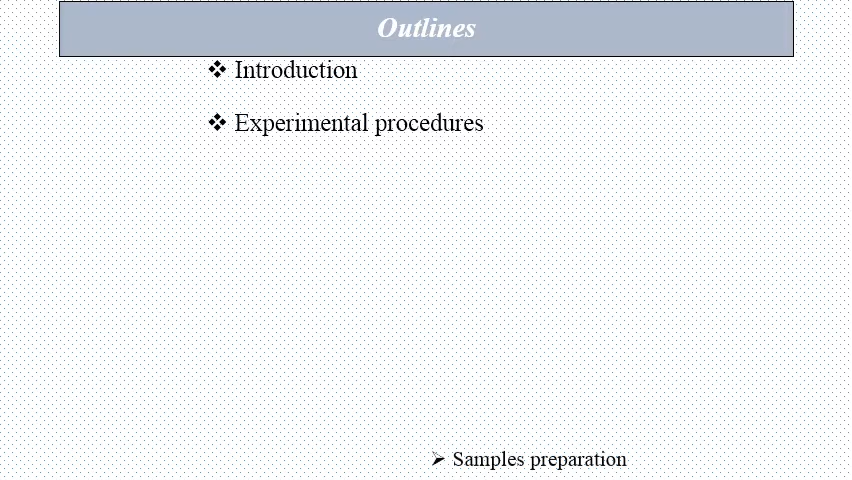 Outlines
❖ Introduction
❖ Experimental procedures
➢ Samples preparation